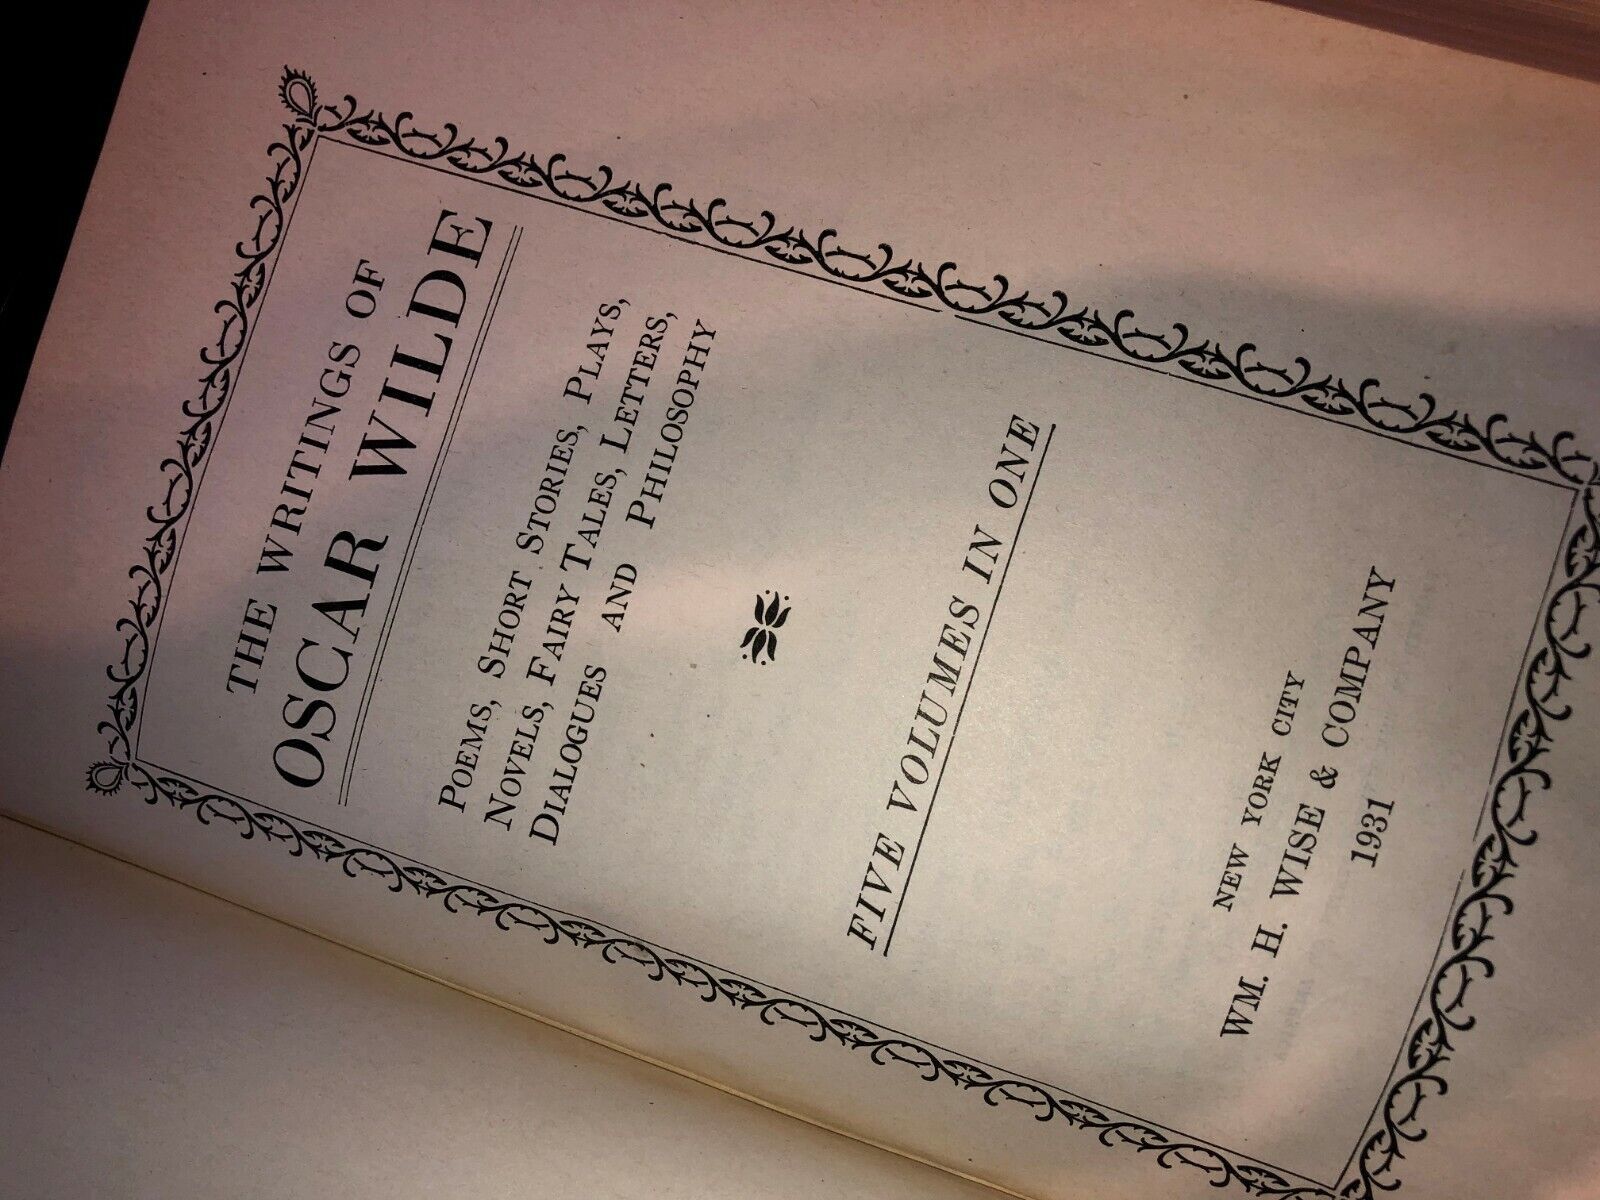 THE WRITINGS OF
OSCAR WILDE
POEMS, SHORT STORIES, PLAYS,
NOVELS, FAIRY TALES, LETTERS,
DIALOGUES AND PHILOSOPHY
FIVE VOLUMES IN ONE
NEW YORK CITY
WM. H. WISE & COMPANY
1931